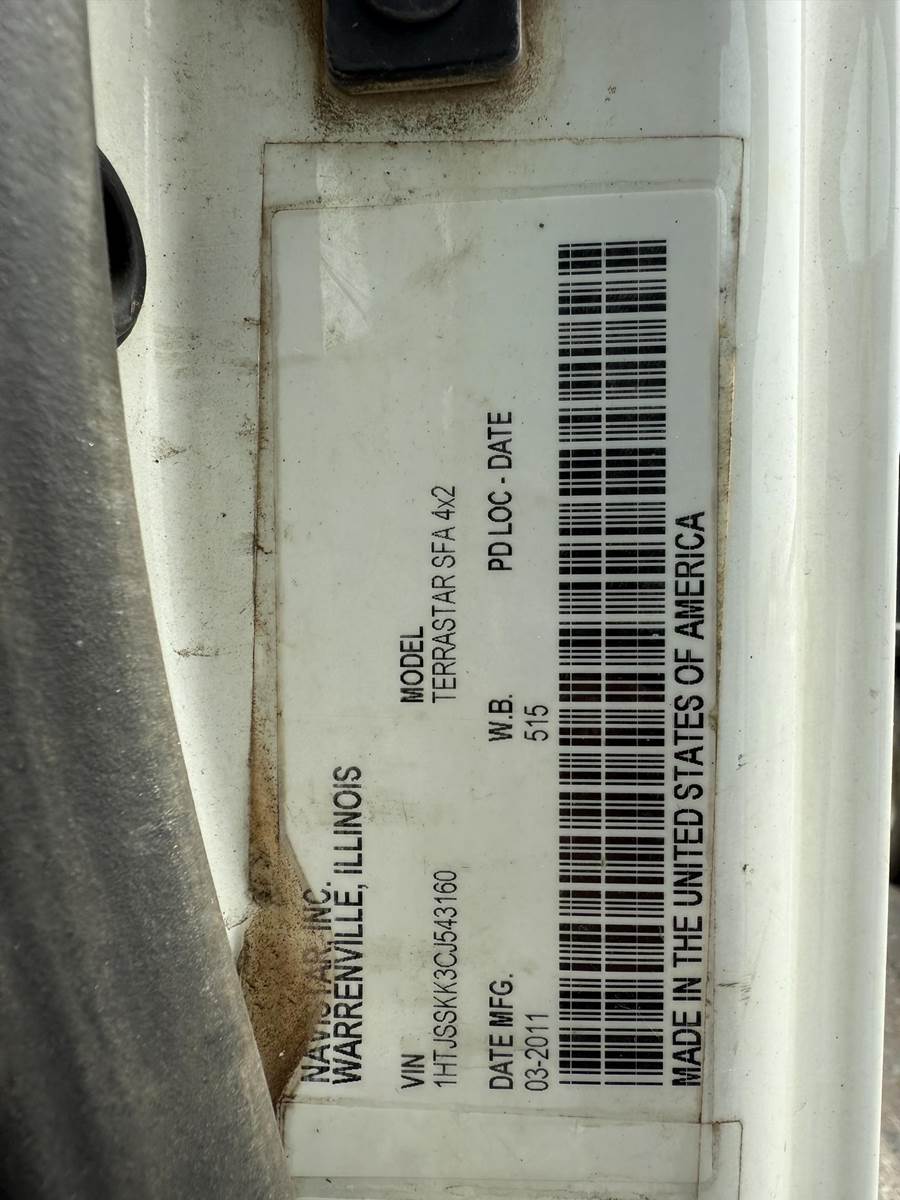 NAVISTAR, INC.
WARRENVILLE, ILLINOIS
VIN MODEL
1HTJSSKK3CJ543160 TERRASTAR SFA 4x2
DATE MFG. W.B. PD LOC - DATE
03-2011 515
MADE IN THE UNITED STATES OF AMERICA